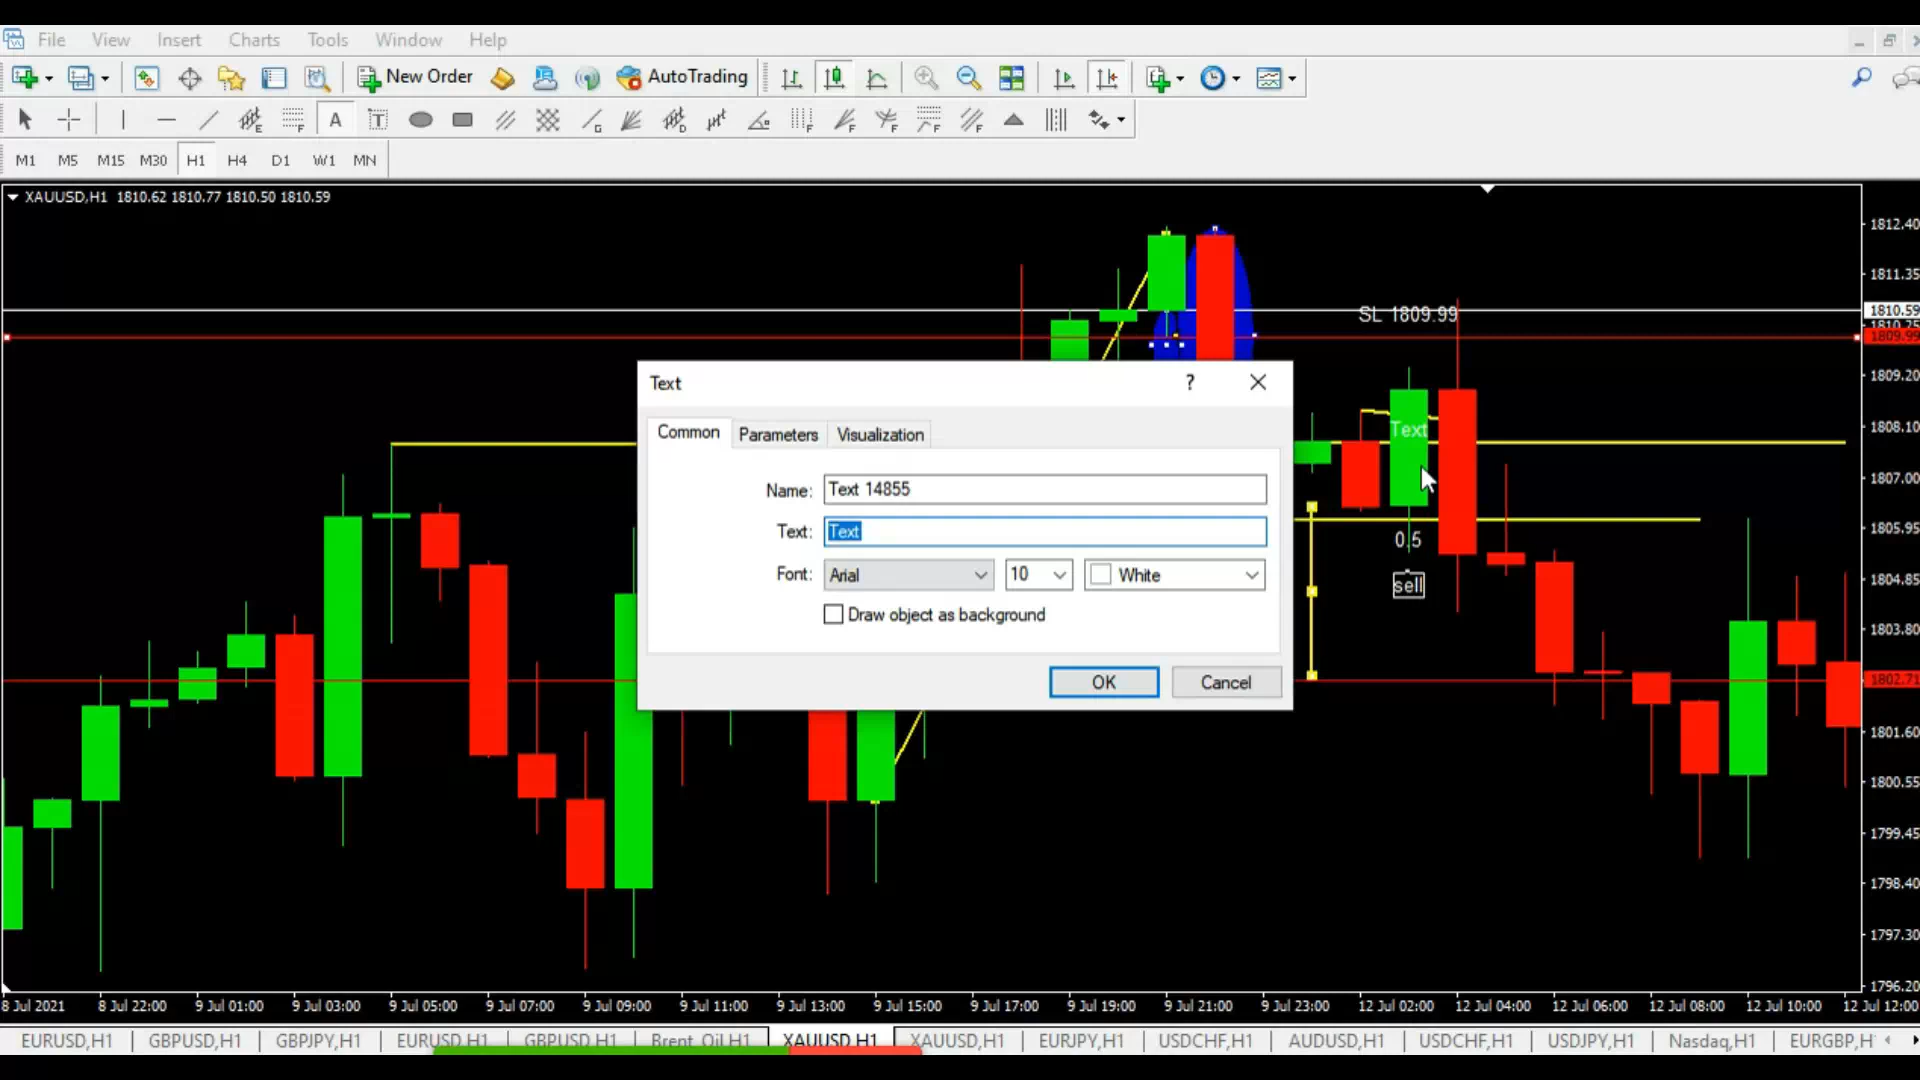 File View Insert Charts Tools Window Help
New Order AutoTrading
A T
M1 M5 M15 M30 H1 H4 D1 W1 MN
XAUUSD,H1 1810.62 1810.77 1810.50 1810.59
1812.40
1811.35
1810.59
SL 1809.99
1810.25
1809.99
1809.20
1808.10
1807.00
1805.95
1804.85
1803.80
1802.71
1801.60
1800.55
1799.45
1798.40
1797.30
1796.20
Text
0.5
sell
Text ?
Common Parameters Visualization
Name: Text 14855
Text: Text
Font: Arial 10 White
Draw object as background
OK Cancel
8 Jul 2021 8 Jul 22:00 9 Jul 01:00 9 Jul 03:00 9 Jul 05:00 9 Jul 07:00 9 Jul 09:00 9 Jul 11:00 9 Jul 13:00 9 Jul 15:00 9 Jul 17:00 9 Jul 19:00 9 Jul 21:00 9 Jul 23:00 12 Jul 02:00 12 Jul 04:00 12 Jul 06:00 12 Jul 08:00 12 Jul 10:00 12 Jul 12:00
EURUSD,H1 GBPUSD,H1 GBPJPY,H1 EURUSD,H1 GBPUSD,H1 Brent_Oil,H1 XAUUSD,H1 XAUUSD,H1 EURJPY,H1 USDCHF,H1 AUDUSD,H1 USDCHF,H1 USDJPY,H1 Nasdaq,H1 EURGBP,H